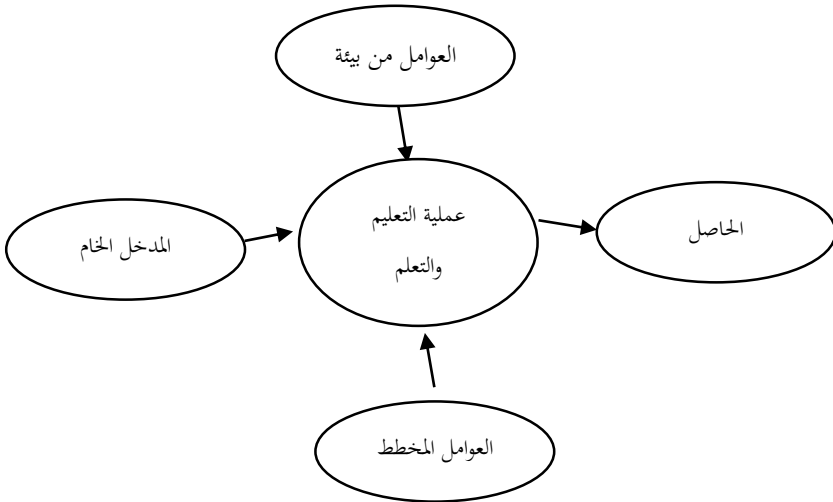 العوامل من بيئة
عملية التعليم
والتعلم
المدخل الخام
الحاصل
العوامل المخطط